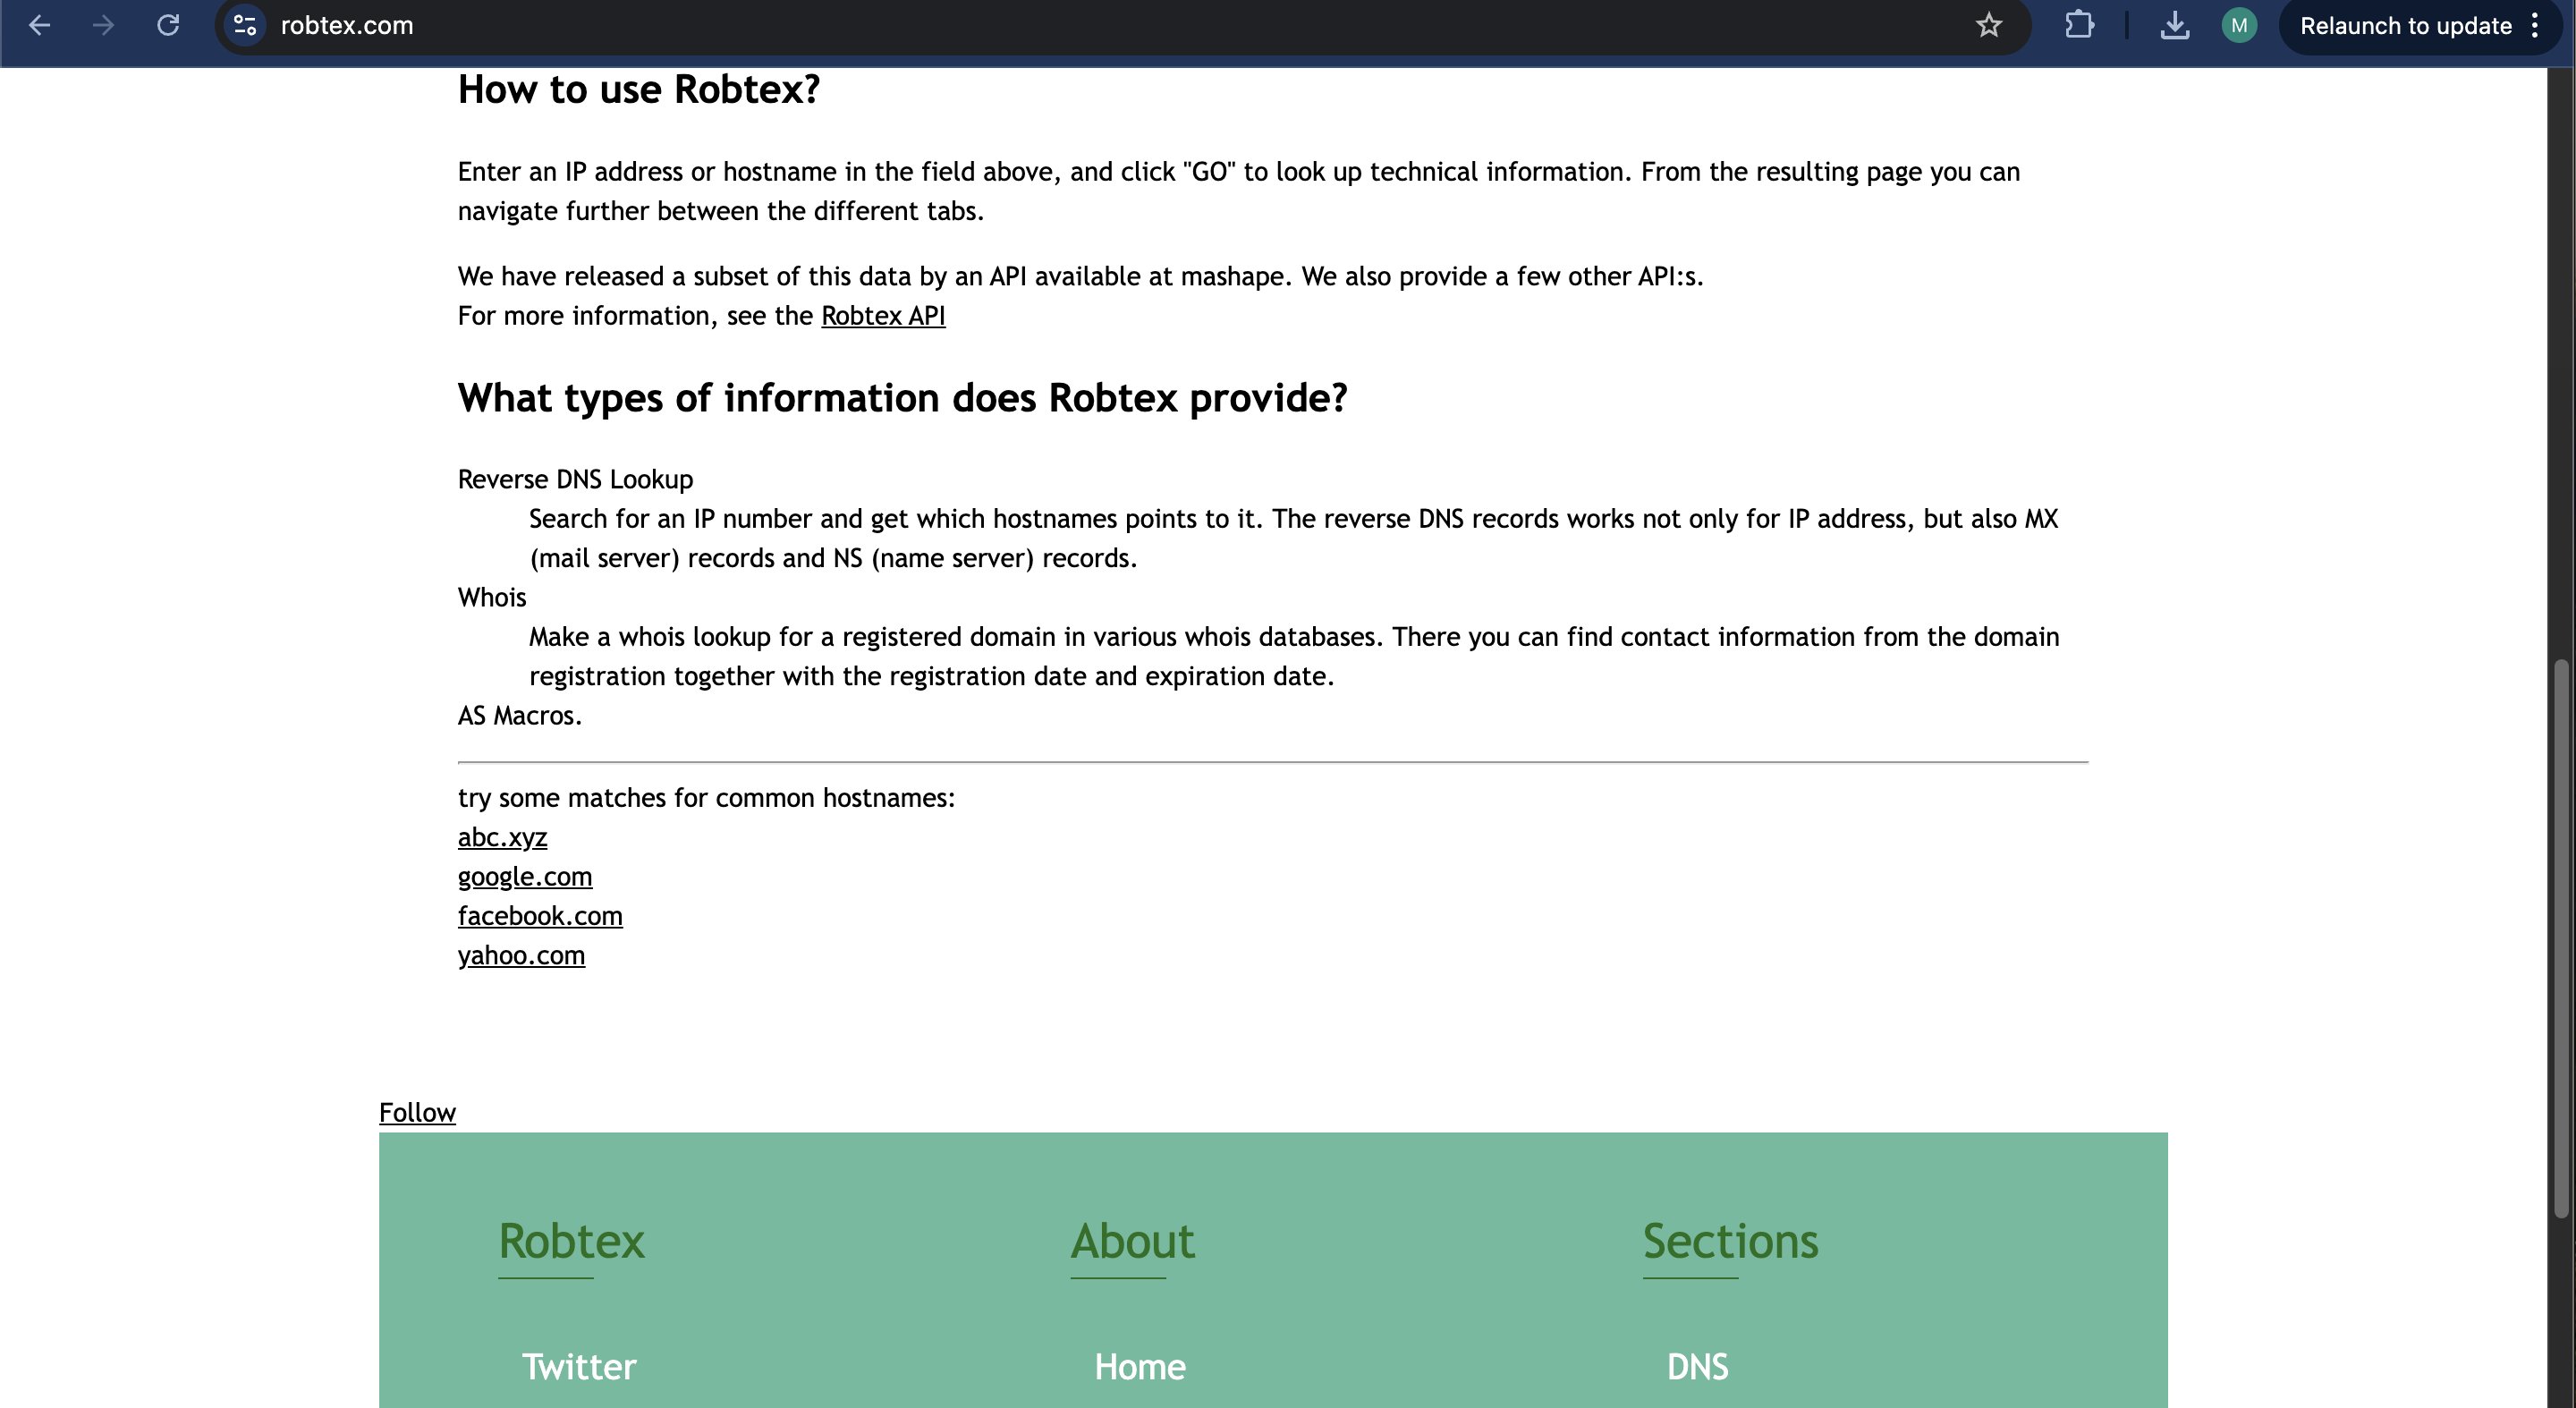 robtex.com
Relaunch to update
M
How to use Robtex?
Enter an IP address or hostname in the field above, and click "GO" to look up technical information. From the resulting page you can
navigate further between the different tabs.
We have released a subset of this data by an API available at mashape. We also provide a few other API:s.
For more information, see the Robtex API
What types of information does Robtex provide?
Reverse DNS Lookup
Search for an IP number and get which hostnames points to it. The reverse DNS records works not only for IP address, but also MX
(mail server) records and NS (name server) records.
Whois
Make a whois lookup for a registered domain in various whois databases. There you can find contact information from the domain
registration together with the registration date and expiration date.
AS Macros.
try some matches for common hostnames:
abc.xyz
google.com
facebook.com
yahoo.com
Follow
Robtex
About
Sections
Twitter
Home
DNS